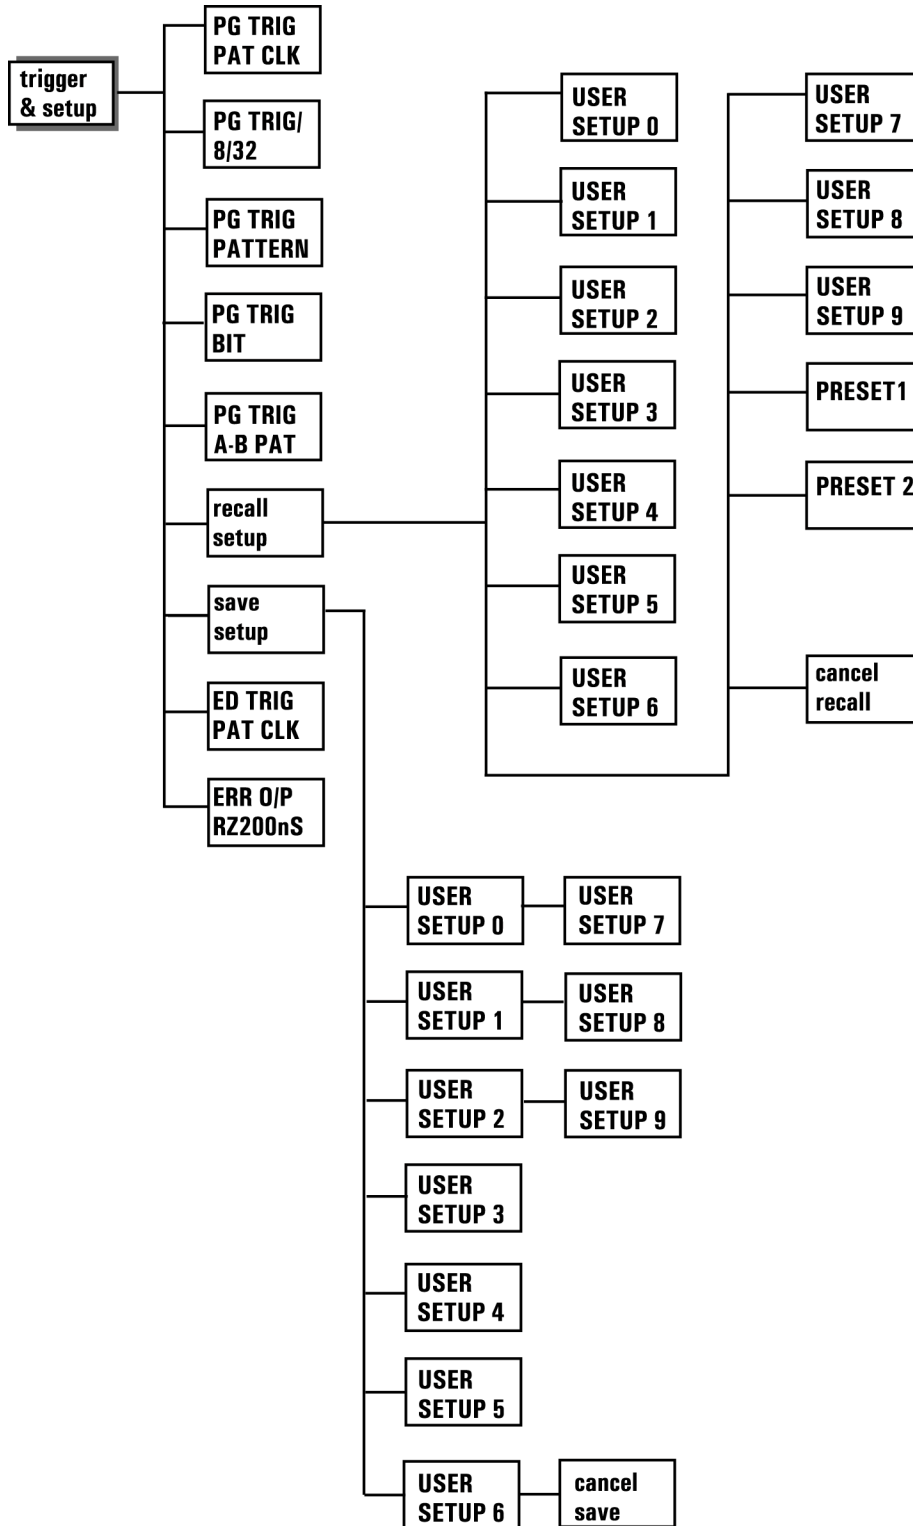 trigger
& setup
PG TRIG
PAT CLK
PG TRIG/
8/32
PG TRIG
PATTERN
PG TRIG
BIT
PG TRIG
A-B PAT
recall
setup
save
setup
ED TRIG
PAT CLK
ERR O/P
RZ200nS
USER
SETUP 0
USER
SETUP 1
USER
SETUP 2
USER
SETUP 3
USER
SETUP 4
USER
SETUP 5
USER
SETUP 6
USER
SETUP 7
USER
SETUP 8
USER
SETUP 9
PRESET1
PRESET 2
cancel
recall
USER
SETUP 0
USER
SETUP 7
USER
SETUP 1
USER
SETUP 8
USER
SETUP 2
USER
SETUP 9
USER
SETUP 3
USER
SETUP 4
USER
SETUP 5
USER
SETUP 6
cancel
save